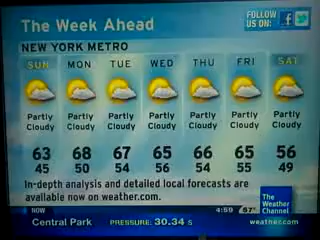 The Week Ahead
FOLLOW US ON:
NEW YORK METRO
SUN MON TUE WED THU FRI SAT
Partly Cloudy Partly Cloudy Partly Cloudy Partly Cloudy Partly Cloudy Partly Cloudy Partly Cloudy
63 68 67 65 66 65 56
45 50 54 56 54 55 49
In-depth analysis and detailed local forecasts are
available now on weather.com.
The Weather Channel
NOW 4:59 57°
Central Park PRESSURE: 30.34 S weather.com